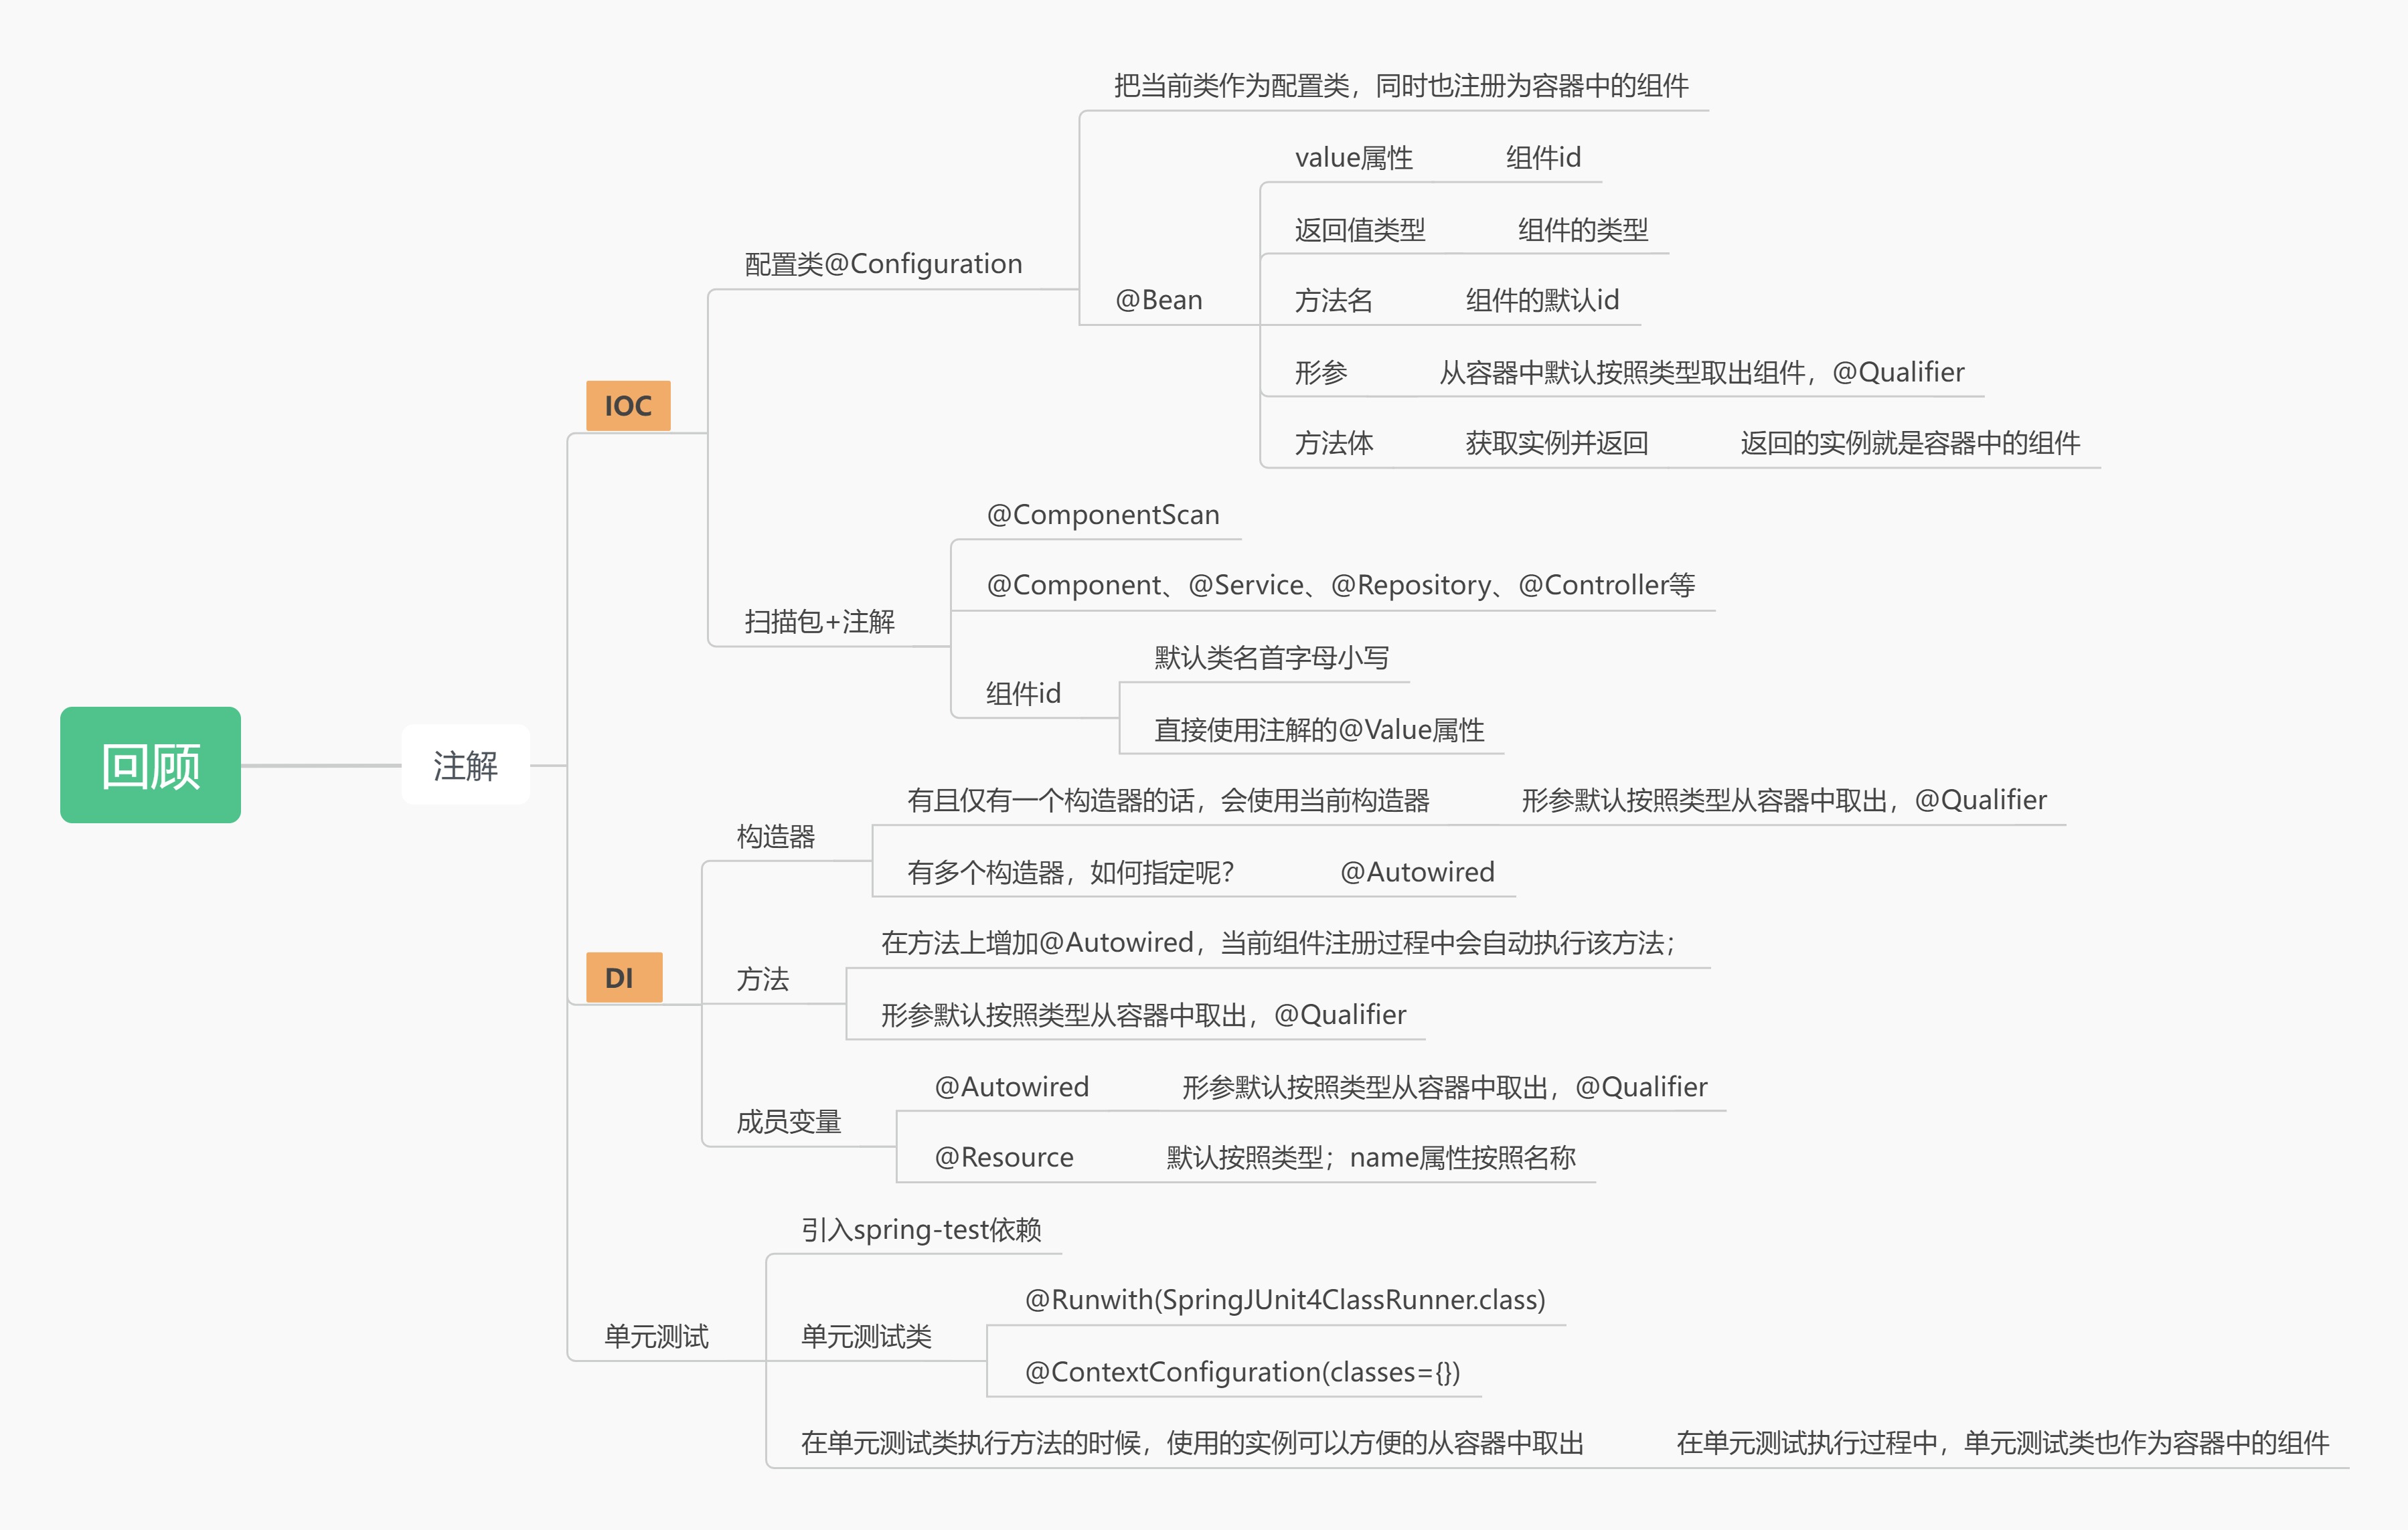 回顾
注解
IOC
配置类@Configuration
把当前类作为配置类，同时也注册为容器中的组件
@Bean
value属性 组件id
返回值类型 组件的类型
方法名 组件的默认id
形参 从容器中默认按照类型取出组件，@Qualifier
方法体 获取实例并返回 返回的实例就是容器中的组件
扫描包+注解
@ComponentScan
@Component、@Service、@Repository、@Controller等
组件id
默认类名首字母小写
直接使用注解的@Value属性
DI
构造器
有且仅有一个构造器的话，会使用当前构造器 形参默认按照类型从容器中取出，@Qualifier
有多个构造器，如何指定呢？ @Autowired
方法
在方法上增加@Autowired，当前组件注册过程中会自动执行该方法；
形参默认按照类型从容器中取出，@Qualifier
成员变量
@Autowired 形参默认按照类型从容器中取出，@Qualifier
@Resource 默认按照类型；name属性按照名称
单元测试
引入spring-test依赖
单元测试类
@Runwith(SpringJUnit4ClassRunner.class)
@ContextConfiguration(classes={})
在单元测试类执行方法的时候，使用的实例可以方便的从容器中取出 在单元测试执行过程中，单元测试类也作为容器中的组件